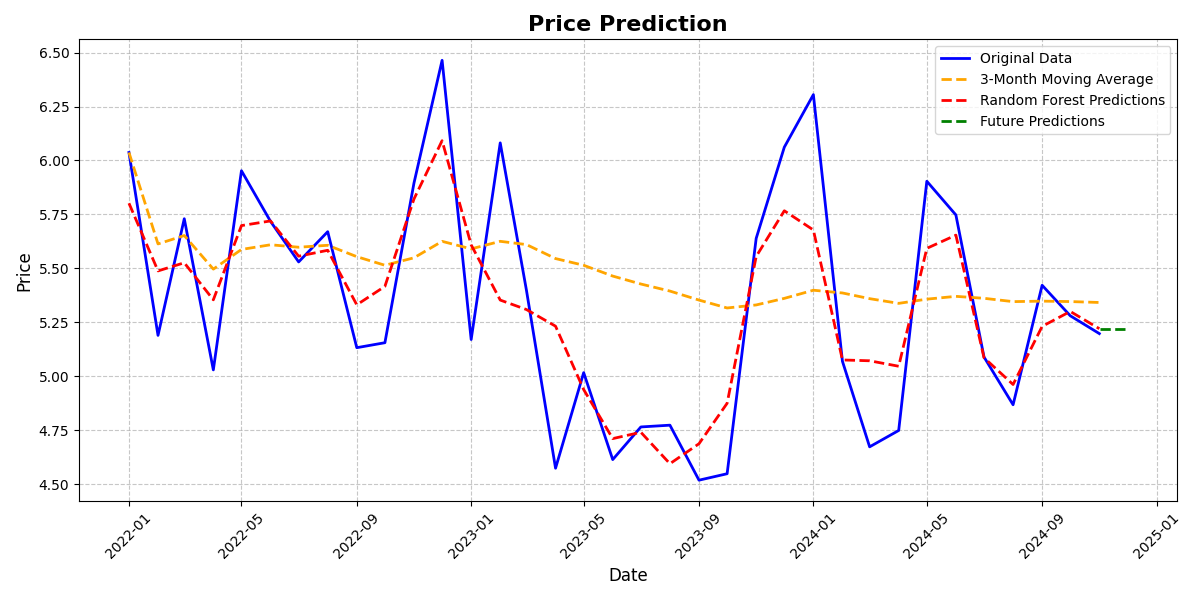 Price Prediction
Original Data
3-Month Moving Average
Random Forest Predictions
Future Predictions
Price
6.50
6.25
6.00
5.75
5.50
5.25
5.00
4.75
4.50
2022-01
2022-05
2022-09
2023-01
2023-05
2023-09
2024-01
2024-05
2024-09
2025-01
Date